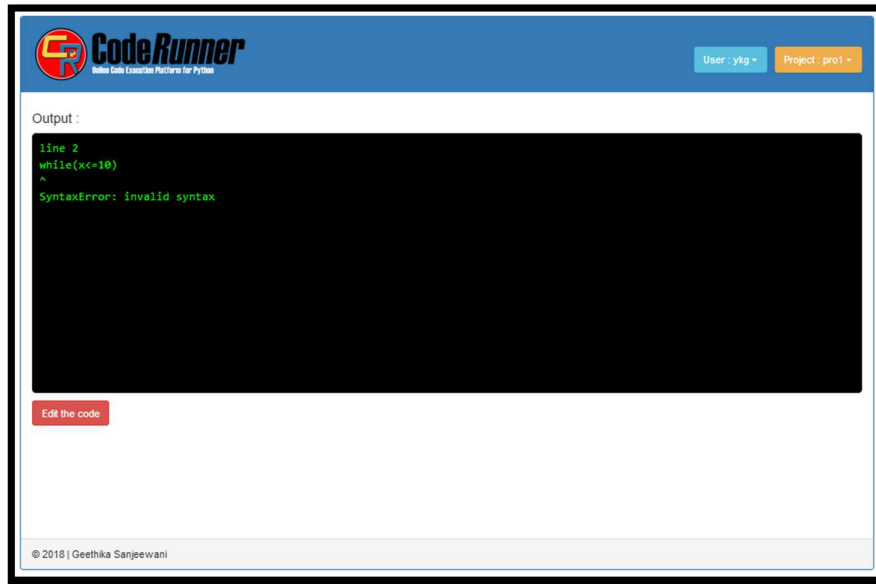 CR CodeRunner
Online Code Execution Platform for Python
User : ykg
Project : pro1
Output :
line 2
while(x<=10)
^
SyntaxError: invalid syntax
Edit the code
© 2018 | Geethika Sanjeewani